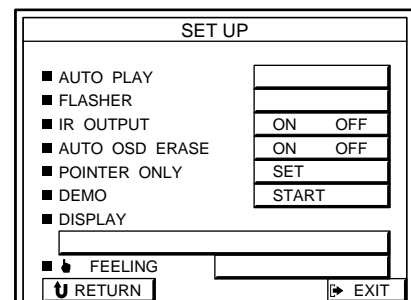 SET UP
AUTO PLAY
FLASHER
IR OUTPUT ON OFF
AUTO OSD ERASE ON OFF
POINTER ONLY SET
DEMO START
DISPLAY
FEELING
RETURN EXIT